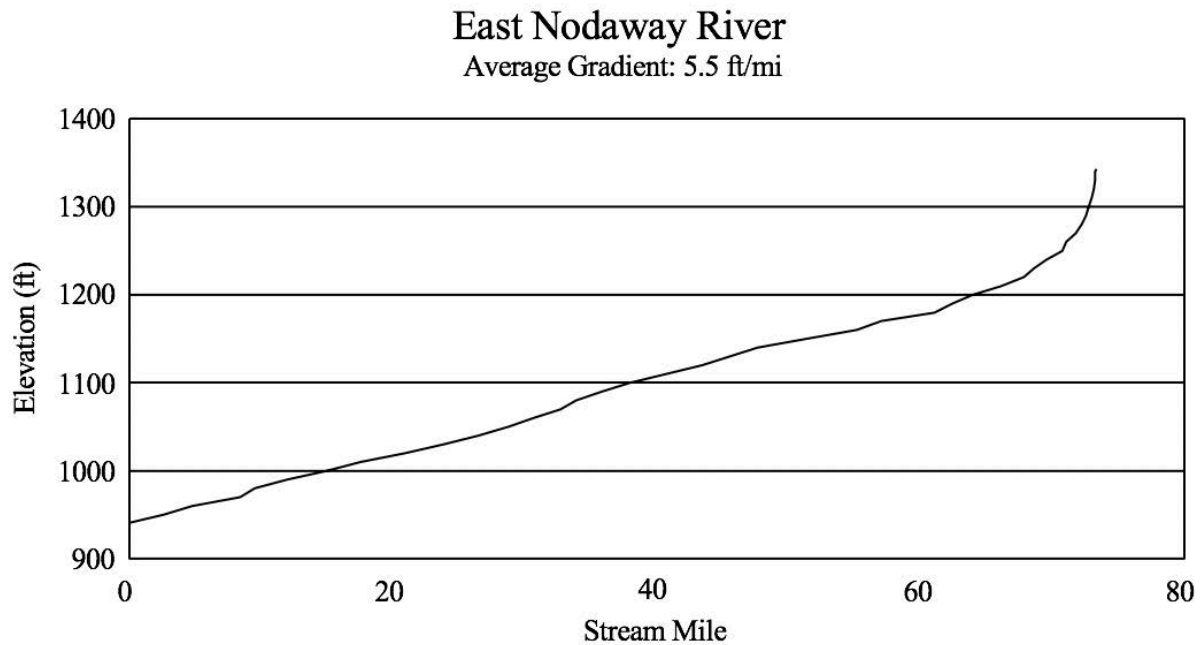 East Nodaway River
Average Gradient: 5.5 ft/mi
1400
1300
1200
1100
1000
900
Elevation (ft)
0 20 40 60 80
Stream Mile